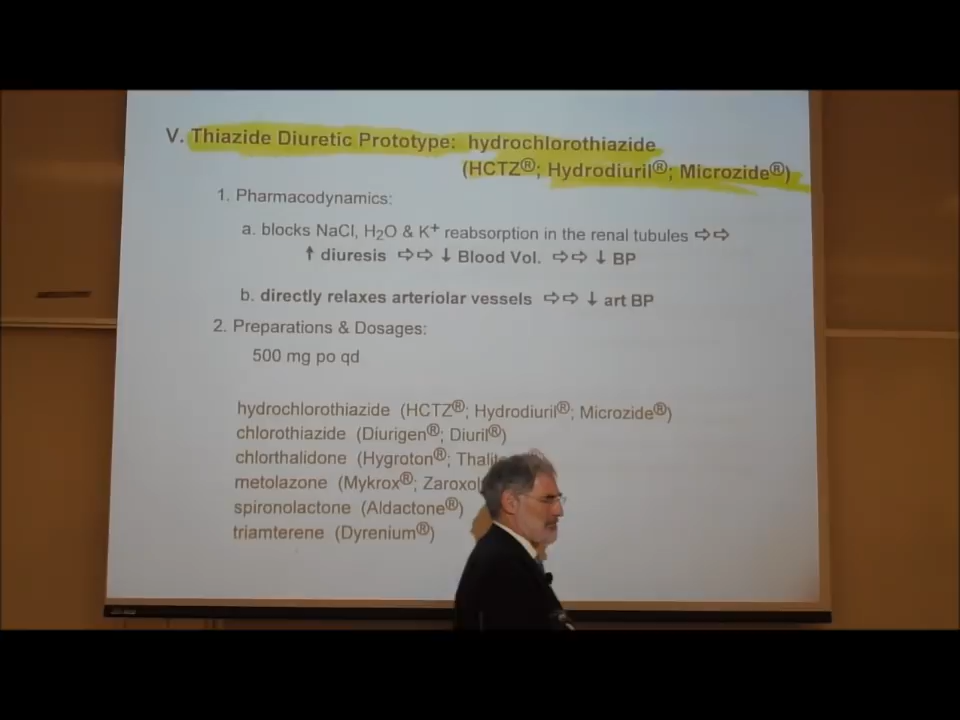 V. Thiazide Diuretic Prototype: hydrochlorothiazide
(HCTZ®; Hydrodiuril®; Microzide®)
1. Pharmacodynamics:
a. blocks NaCl, H₂O & K⁺ reabsorption in the renal tubules ⇨⇨
↑ diuresis ⇨⇨ ↓ Blood Vol. ⇨⇨ ↓ BP
b. directly relaxes arteriolar vessels ⇨⇨ ↓ art BP
2. Preparations & Dosages:
500 mg po qd
hydrochlorothiazide (HCTZ®; Hydrodiuril®; Microzide®)
chlorothiazide (Diurigen®; Diuril®)
chlorthalidone (Hygroton®;
metolazone (Mykrox®;
spironolactone (Aldactone®)
triamterene (Dyrenium®)